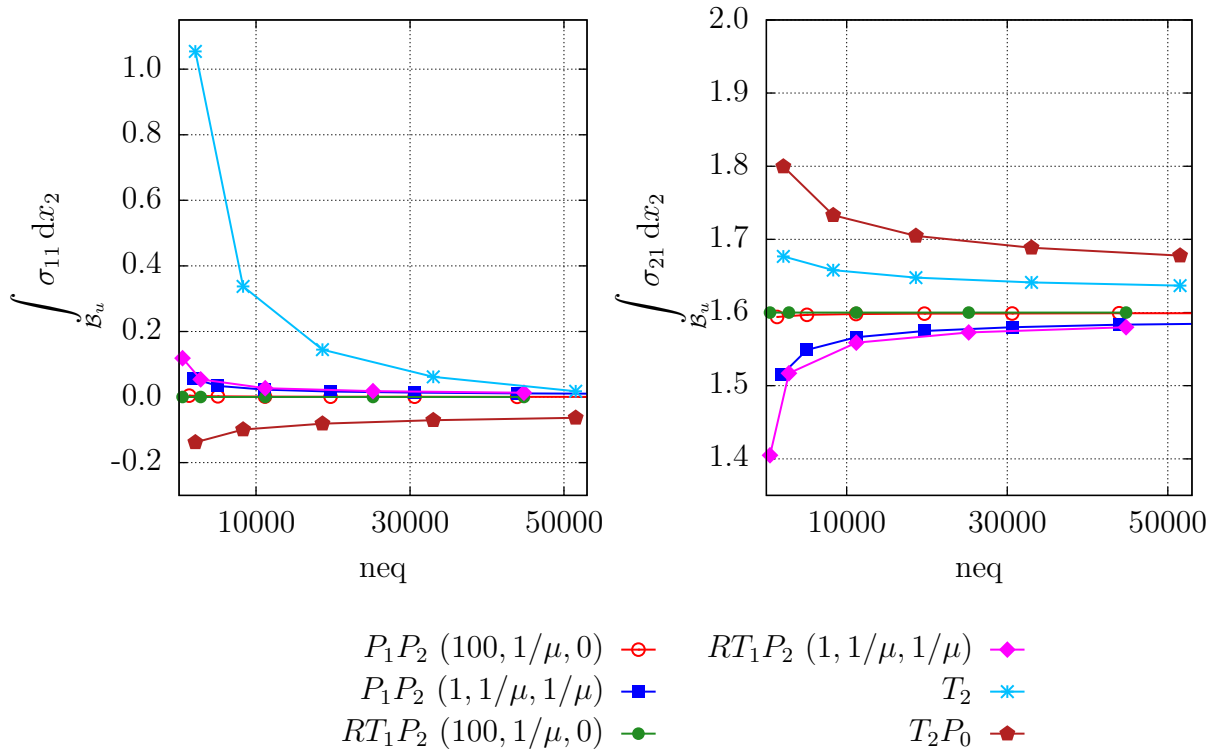 1.0
0.8
0.6
0.4
0.2
0.0
-0.2
∫_{ℬ_u} σ₁₁ dx₂
10000 30000 50000
neq
2.0
1.9
1.8
1.7
1.6
1.5
1.4
∫_{ℬ_u} σ₂₁ dx₂
10000 30000 50000
neq
P₁P₂ (100, 1/μ, 0)
P₁P₂ (1, 1/μ, 1/μ)
RT₁P₂ (100, 1/μ, 0)
RT₁P₂ (1, 1/μ, 1/μ)
T₂
T₂P₀